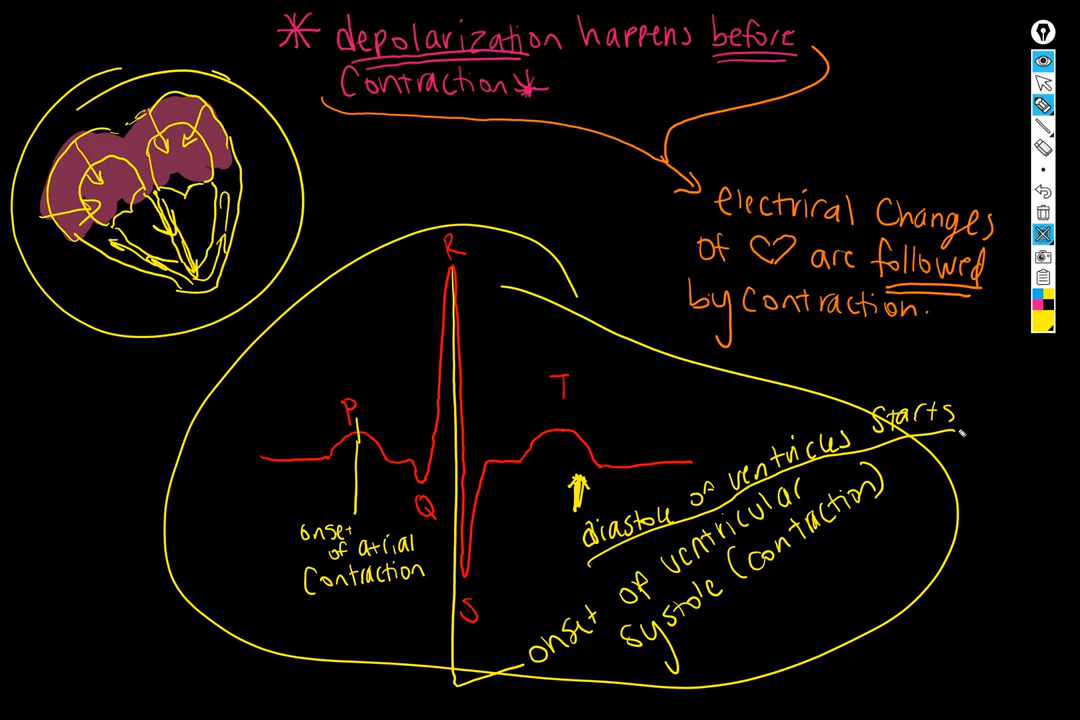 * depolarization happens before
Contraction *
electriral Changes
of ♡ are followed
by contraction.
R
P
T
Q
S
onset
of atrial
Contraction
diastole of ventricles starts
onset of ventricular
systole (contraction)